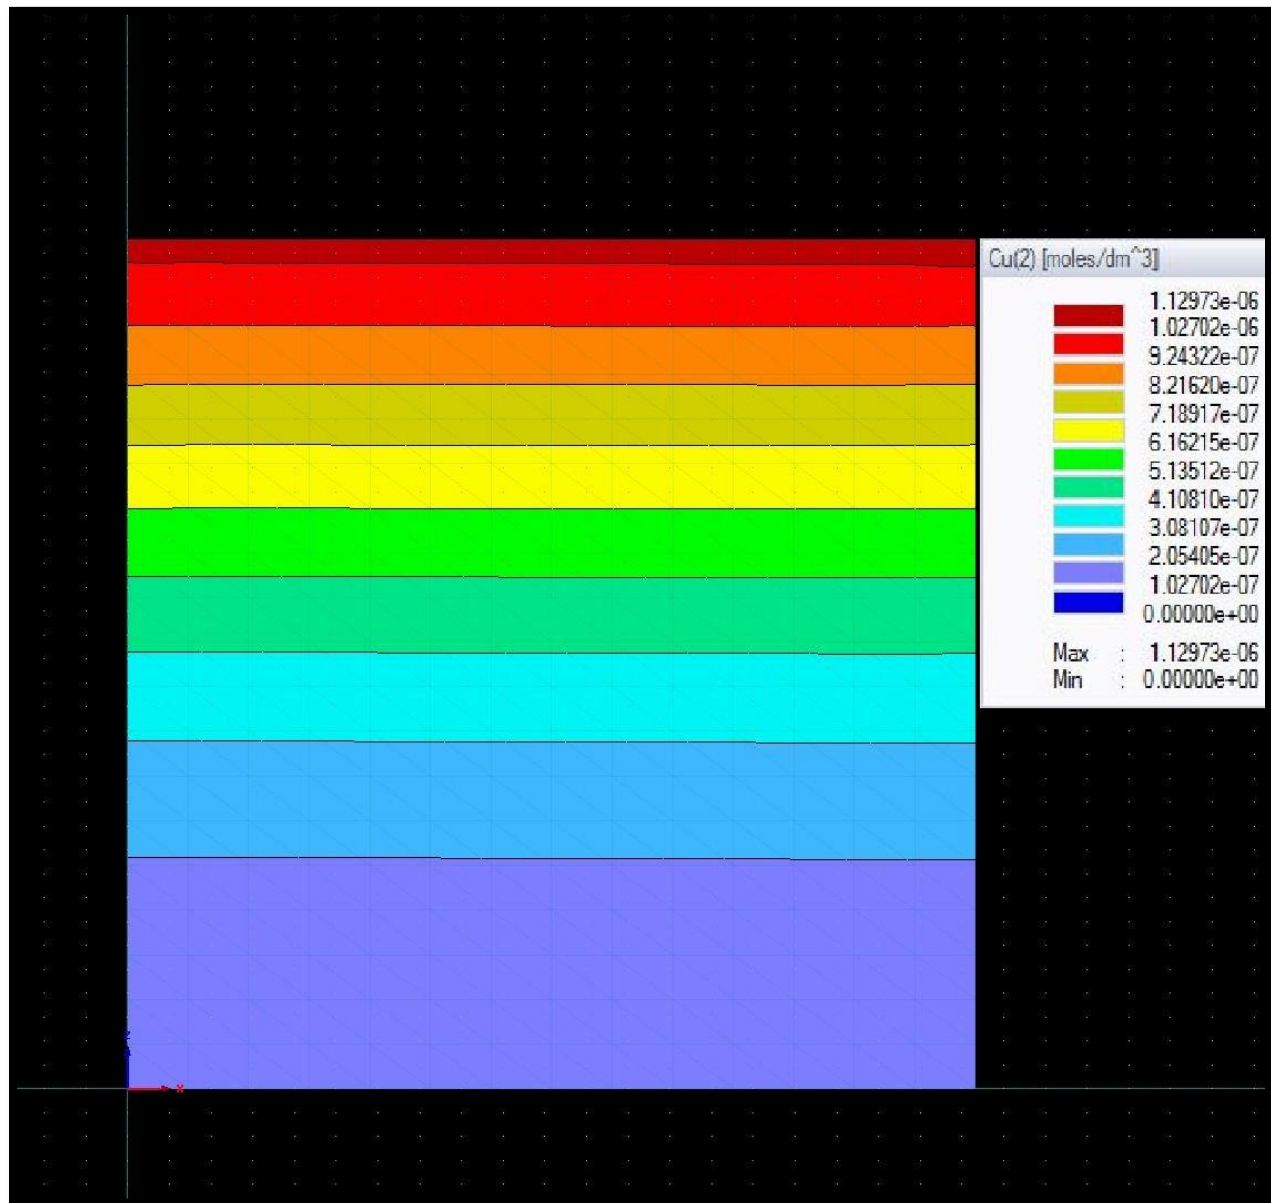 Cu(2) [moles/dm^3]
1.12973e-06
1.02702e-06
9.24322e-07
8.21620e-07
7.18917e-07
6.16215e-07
5.13512e-07
4.10810e-07
3.08107e-07
2.05405e-07
1.02702e-07
0.00000e+00
Max : 1.12973e-06
Min : 0.00000e+00
z
x